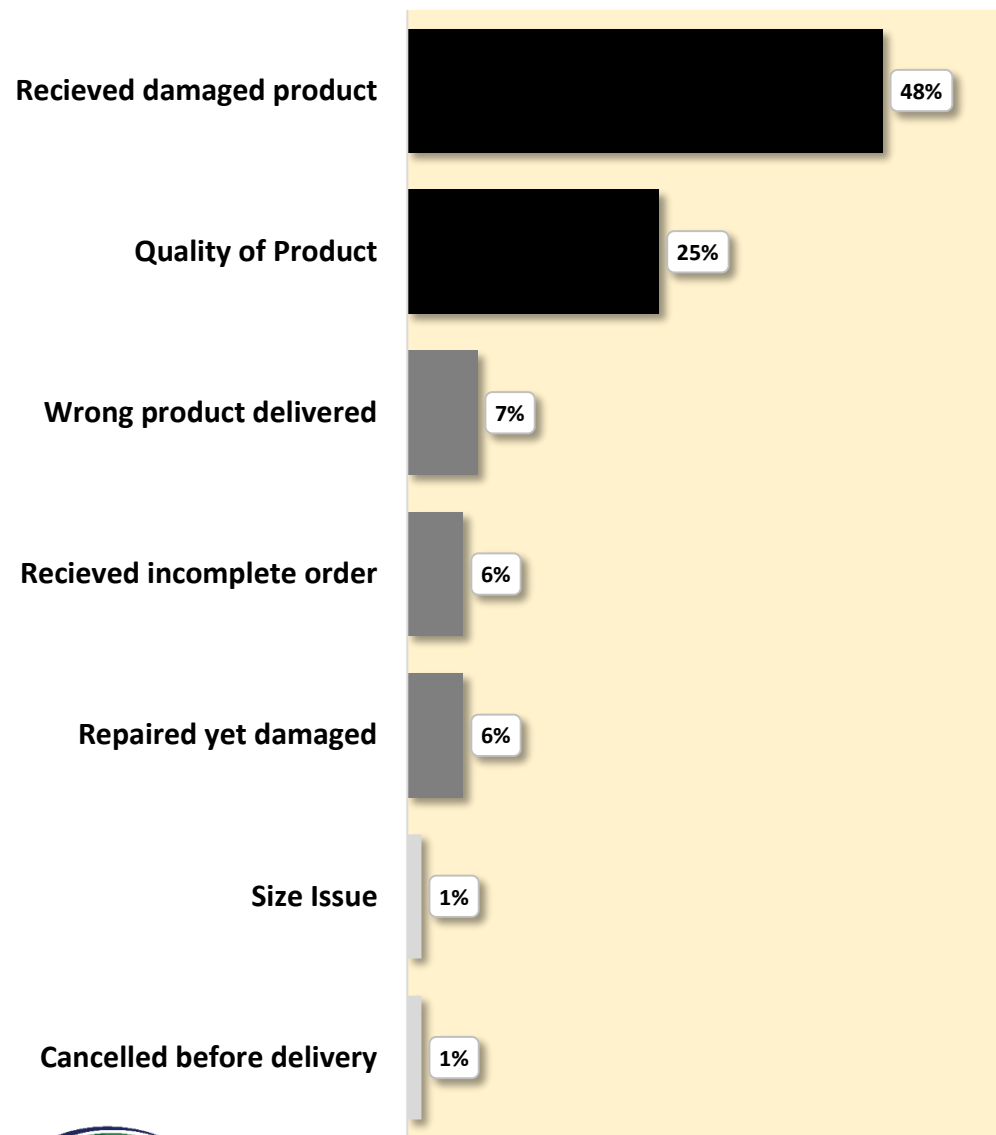 Recieved damaged product 48%
Quality of Product 25%
Wrong product delivered 7%
Recieved incomplete order 6%
Repaired yet damaged 6%
Size Issue 1%
Cancelled before delivery 1%